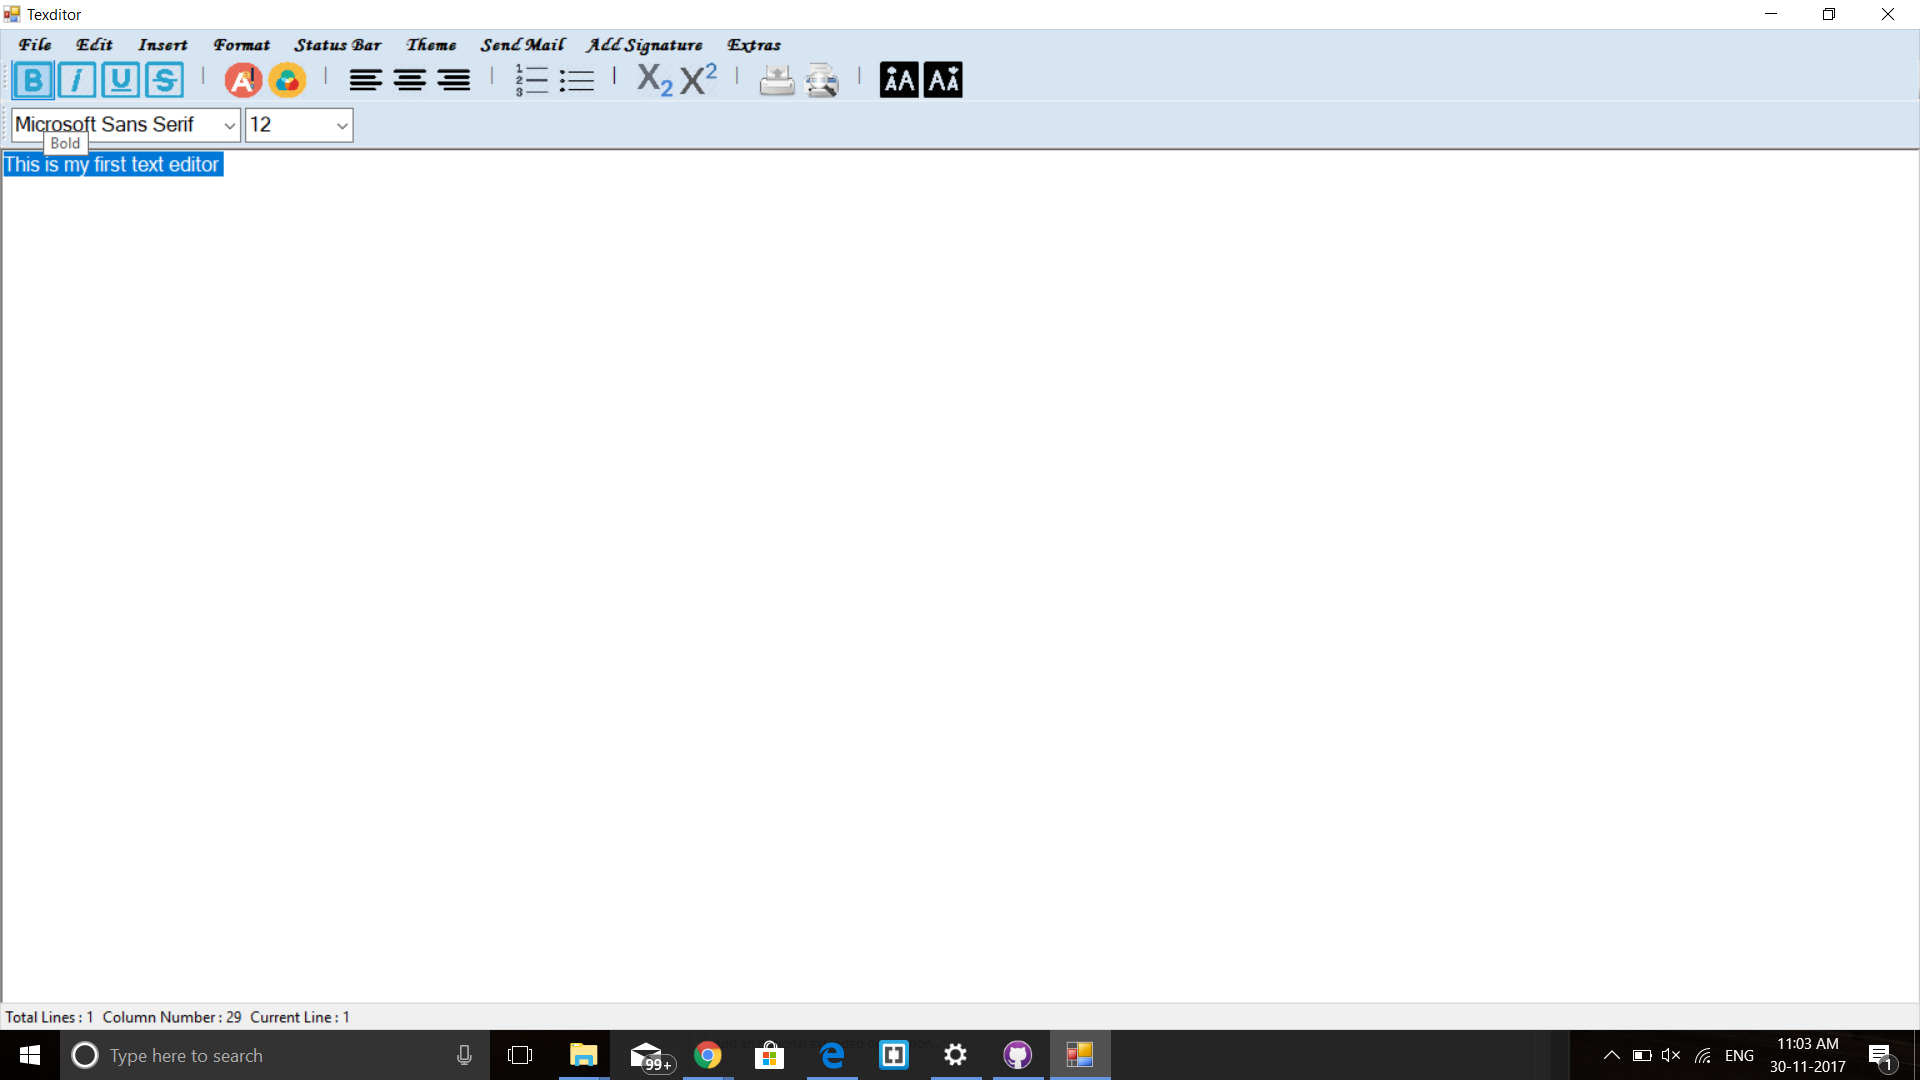 Texditor
File Edit Insert Format Status Bar Theme Send Mail Add Signature Extras
B i U S A X2 X2 AA AA
Microsoft Sans Serif 12
Bold
This is my first text editor
Total Lines : 1 Column Number : 29 Current Line : 1
Type here to search 99+ ENG 11:03 AM
30-11-2017 1